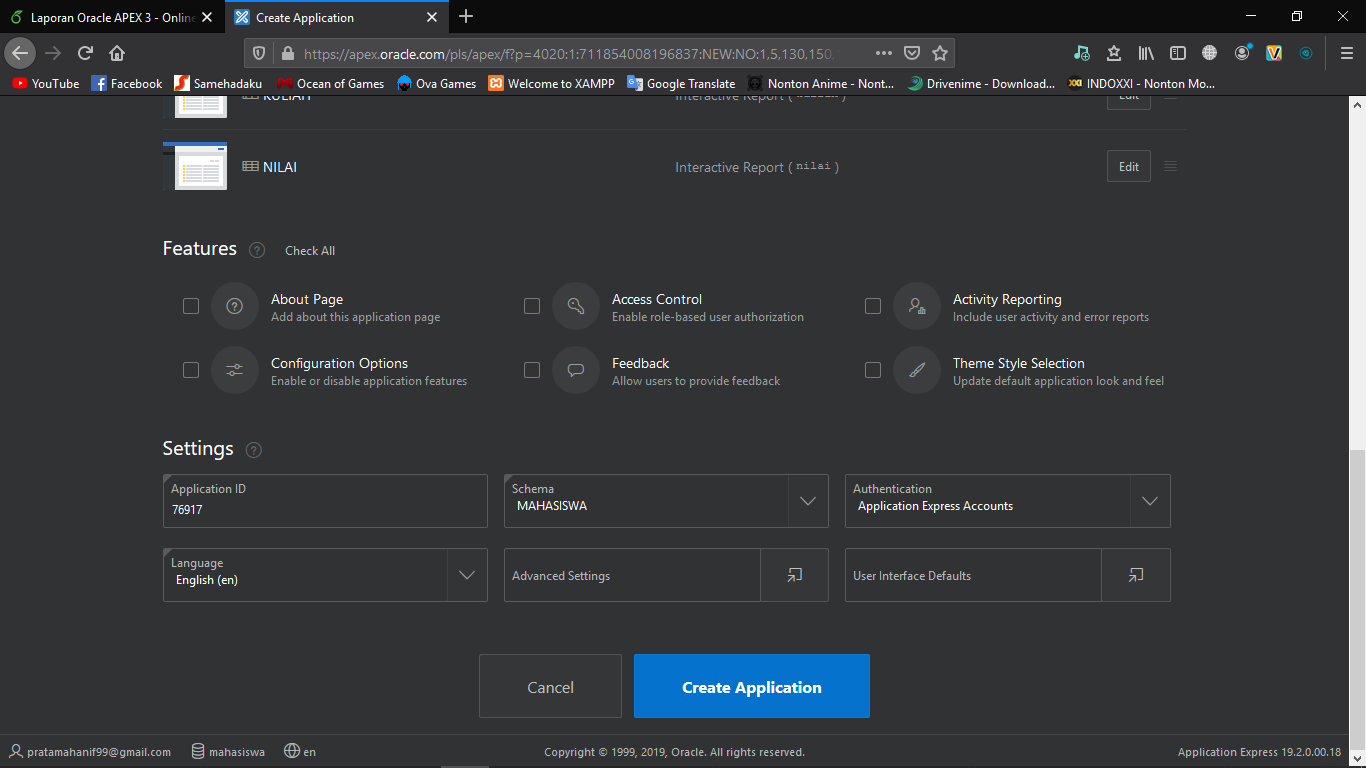 Laporan Oracle APEX 3 - Online
Create Application
https://apex.oracle.com/pls/apex/f?p=4020:1:711854008196837:NEW:NO:1,5,130,150,
YouTube
Facebook
Samehadaku
Ocean of Games
Ova Games
Welcome to XAMPP
Google Translate
Nonton Anime - Nont...
Drivenime - Download...
INDOXXI - Nonton Mo...
KULIAH
Interactive Report (
Edit
NILAI
Interactive Report ( nilai )
Edit
Features
Check All
About Page
Add about this application page
Access Control
Enable role-based user authorization
Activity Reporting
Include user activity and error reports
Configuration Options
Enable or disable application features
Feedback
Allow users to provide feedback
Theme Style Selection
Update default application look and feel
Settings
Application ID
76917
Schema
MAHASISWA
Authentication
Application Express Accounts
Language
English (en)
Advanced Settings
User Interface Defaults
Cancel
Create Application
pratamahanif99@gmail.com
mahasiswa
en
Copyright © 1999, 2019, Oracle. All rights reserved.
Application Express 19.2.0.00.18